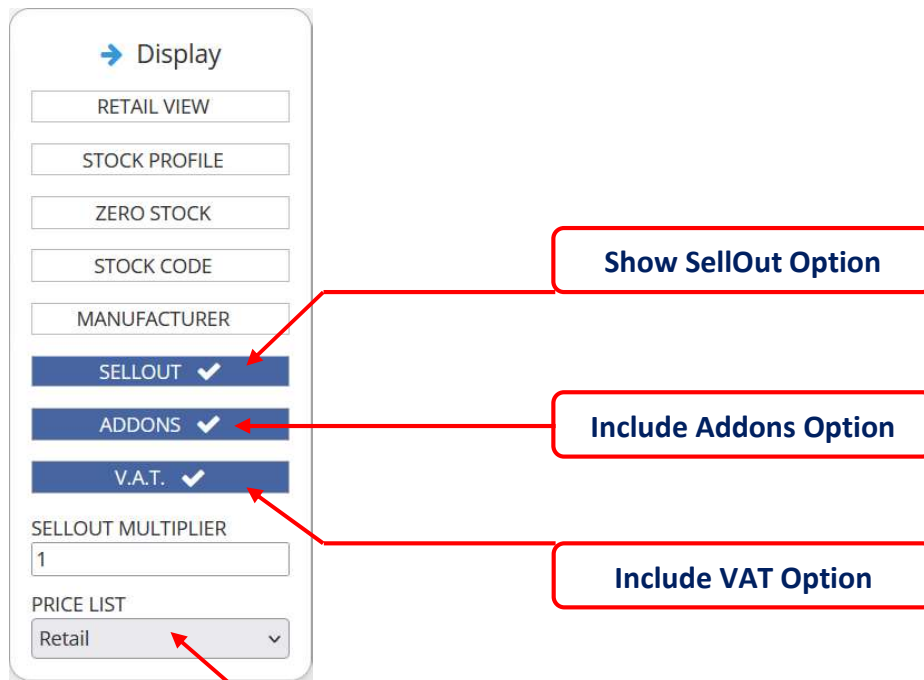 Display
RETAIL VIEW
STOCK PROFILE
ZERO STOCK
STOCK CODE
MANUFACTURER
SELLOUT
ADDONS
V.A.T.
SELLOUT MULTIPLIER
1
PRICE LIST
Retail
Show SellOut Option
Include Addons Option
Include VAT Option